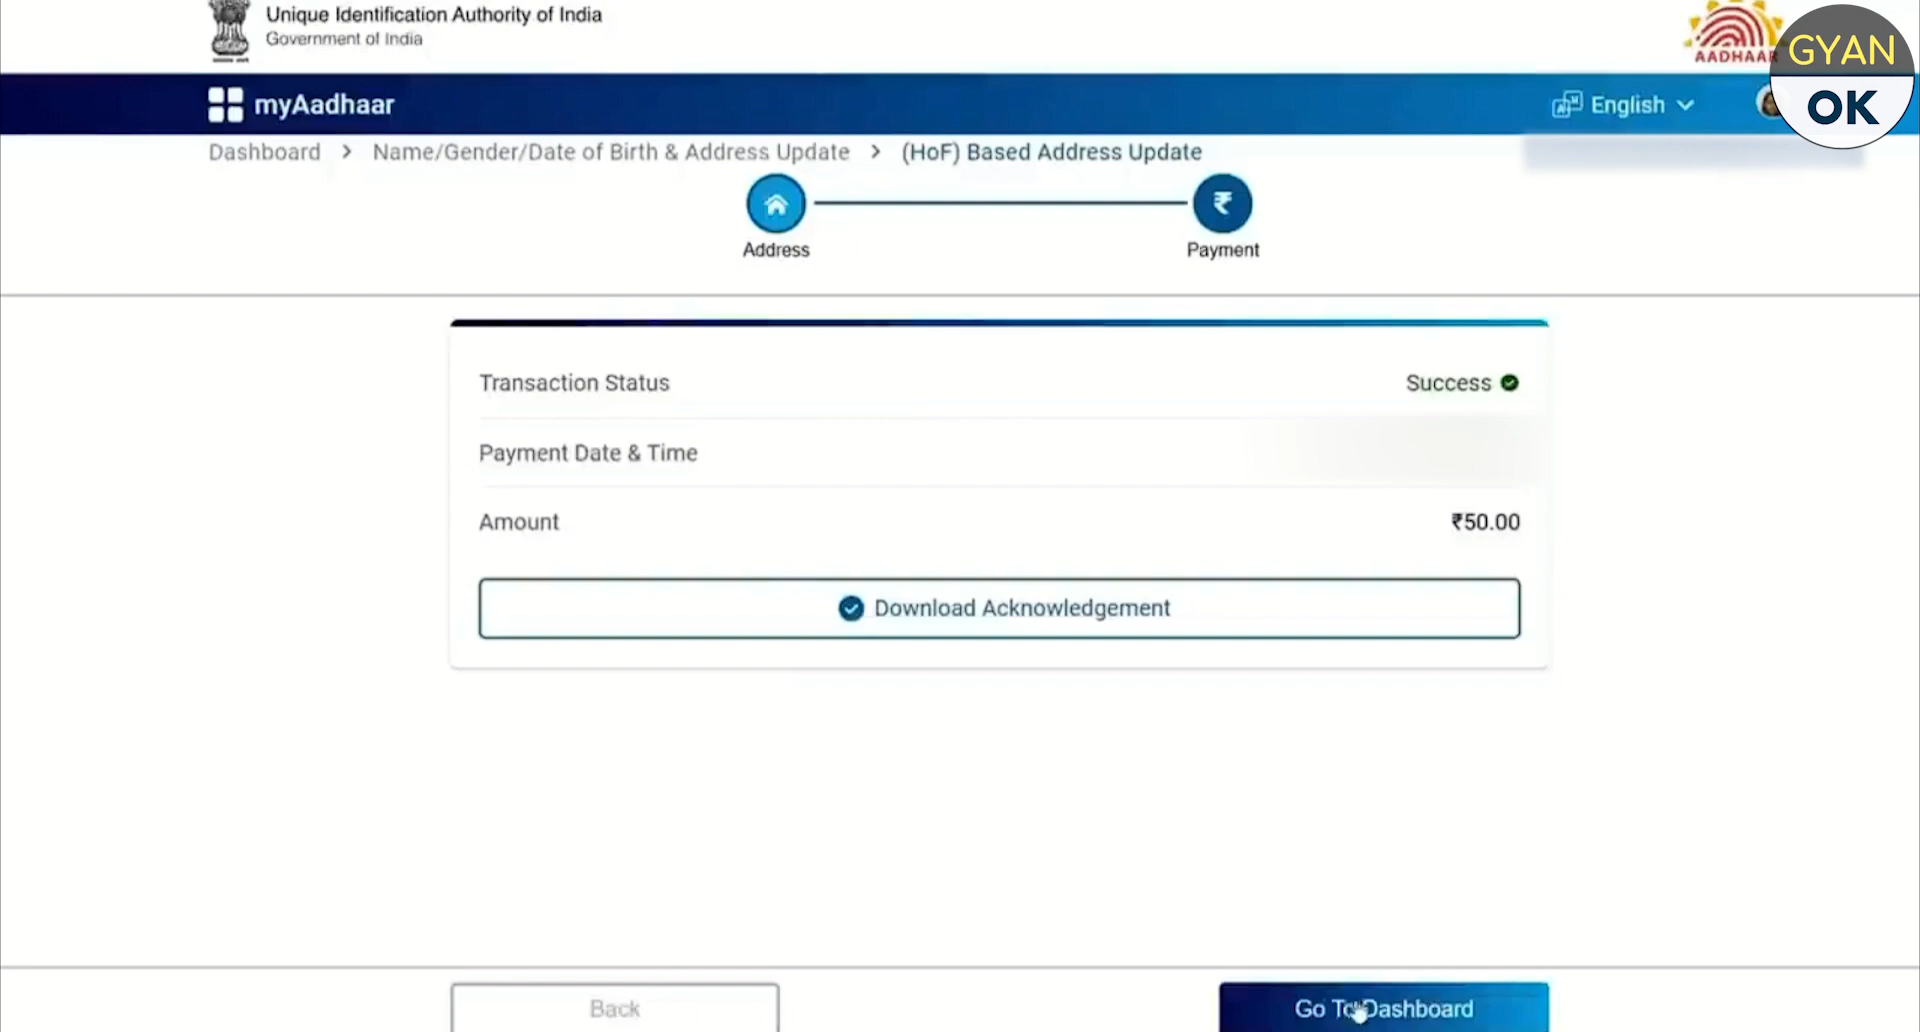 Unique Identification Authority of India
Government of India
AADHAAR
GYAN
OK
myAadhaar
English
Dashboard > Name/Gender/Date of Birth & Address Update > (HoF) Based Address Update
Address
Payment
Transaction Status
Success
Payment Date & Time
Amount
₹50.00
Download Acknowledgement
Back
Go To Dashboard